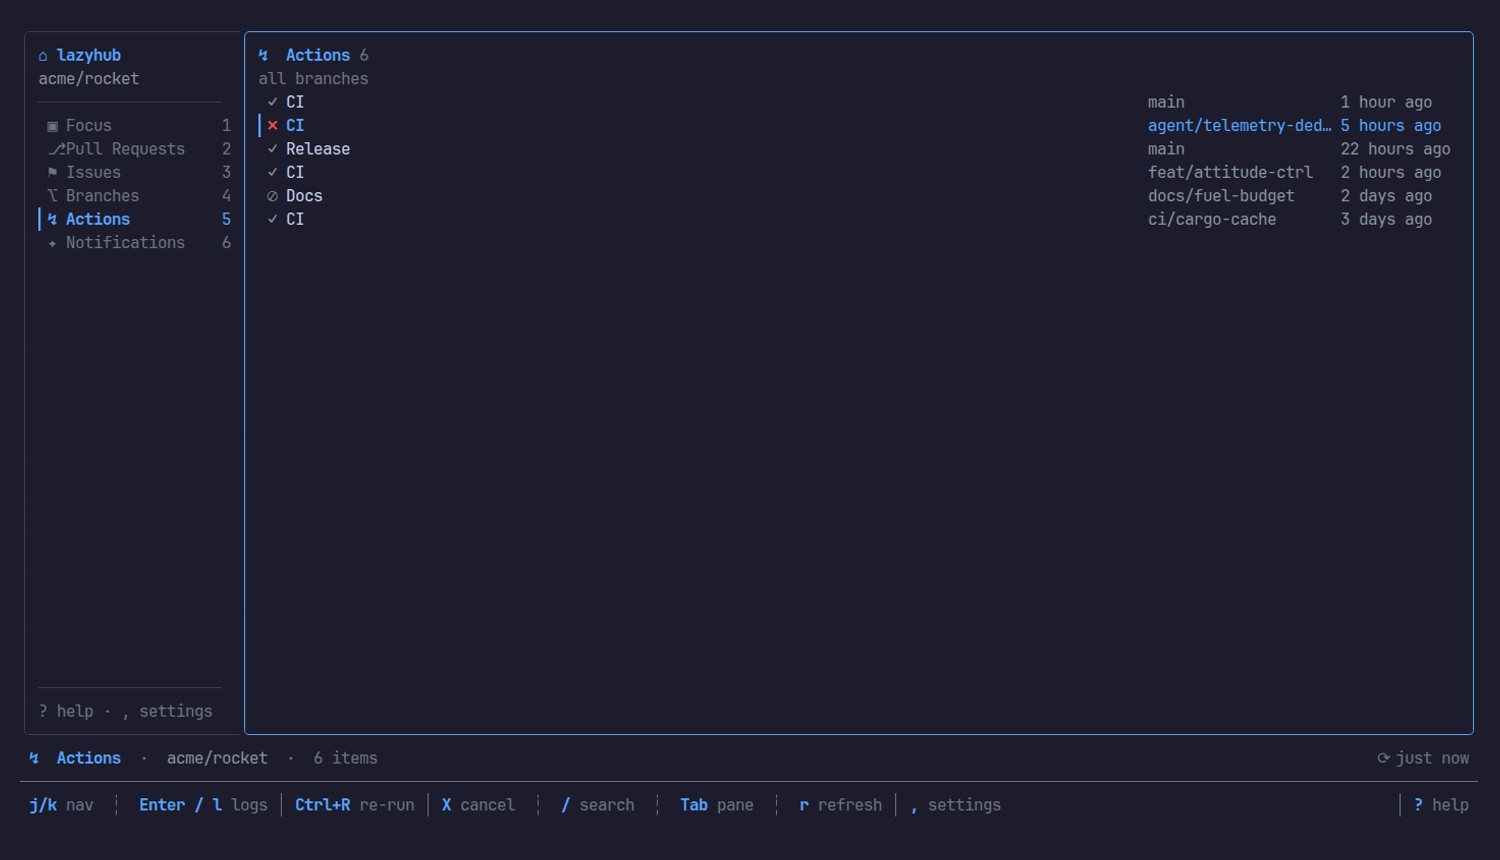 ⌂ lazyhub
acme/rocket
▣ Focus 1
⎇Pull Requests 2
⚑ Issues 3
⌥ Branches 4
↯ Actions 5
✦ Notifications 6
? help · , settings
↯ Actions 6
all branches
✓ CI main 1 hour ago
✕ CI agent/telemetry-ded… 5 hours ago
✓ Release main 22 hours ago
✓ CI feat/attitude-ctrl 2 hours ago
⊘ Docs docs/fuel-budget 2 days ago
✓ CI ci/cargo-cache 3 days ago
↯ Actions · acme/rocket · 6 items ⟳ just now
j/k nav ¦ Enter / l logs │ Ctrl+R re-run │ X cancel ¦ / search ¦ Tab pane ¦ r refresh │ , settings │ ? help